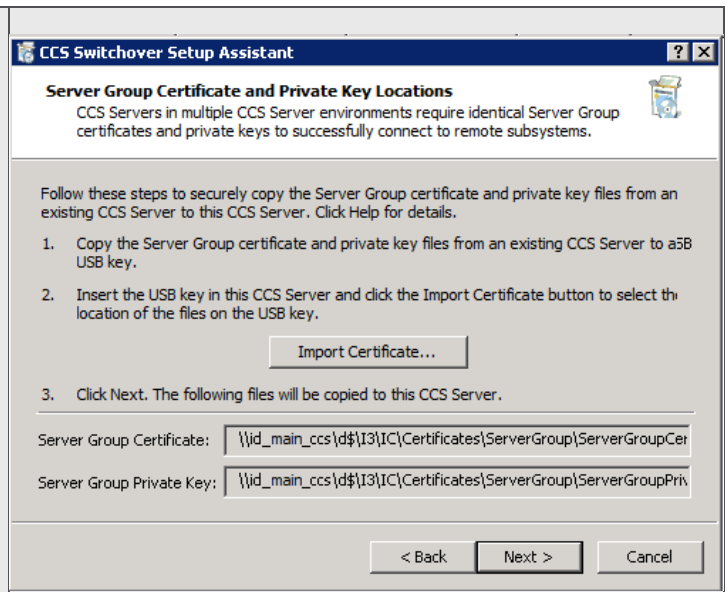 CCS Switchover Setup Assistant
Server Group Certificate and Private Key Locations
CCS Servers in multiple CCS Server environments require identical Server Group
certificates and private keys to successfully connect to remote subsystems.
Follow these steps to securely copy the Server Group certificate and private key files from an
existing CCS Server to this CCS Server. Click Help for details.
1. Copy the Server Group certificate and private key files from an existing CCS Server to a5B
USB key.
2. Insert the USB key in this CCS Server and click the Import Certificate button to select the
location of the files on the USB key.
Import Certificate...
3. Click Next. The following files will be copied to this CCS Server.
Server Group Certificate: \\id_main_ccs\d$\I3\IC\Certificates\ServerGroup\ServerGroupCer
Server Group Private Key: \\id_main_ccs\d$\I3\IC\Certificates\ServerGroup\ServerGroupPriv
< Back Next > Cancel